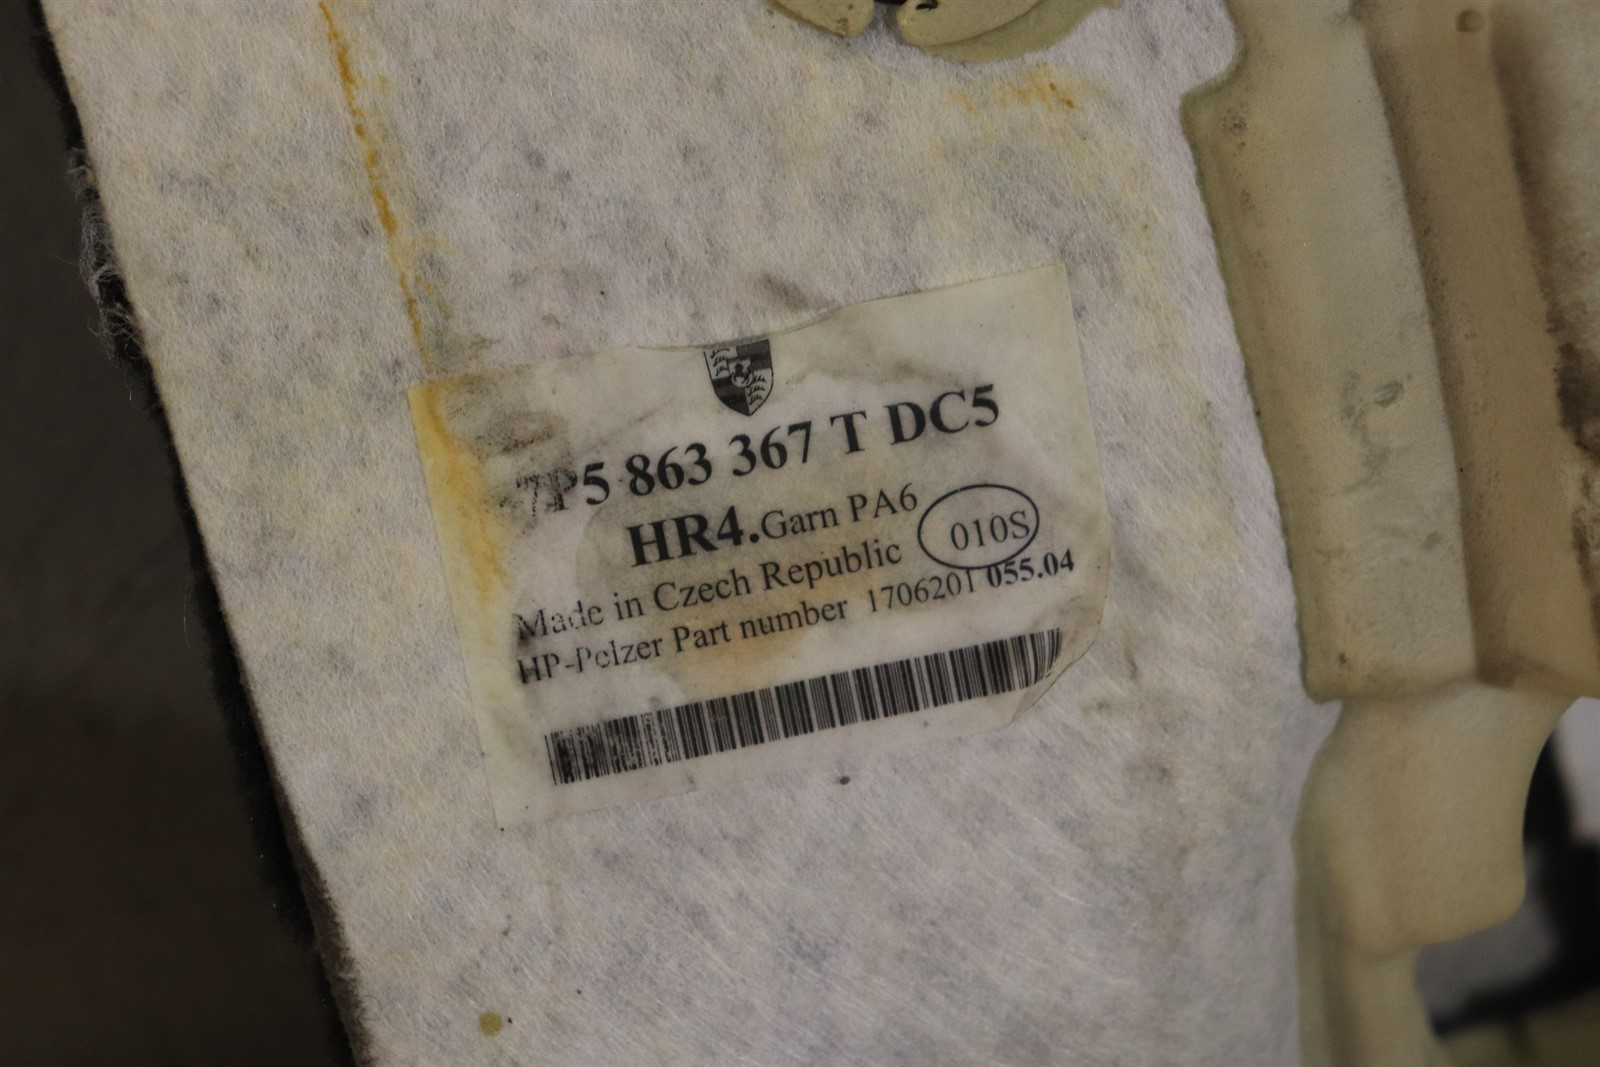 7P5 863 367 T DC5
HR4.Garn PA6
010S
Made in Czech Republic
HP-Pelzer Part number 1706201 055.04